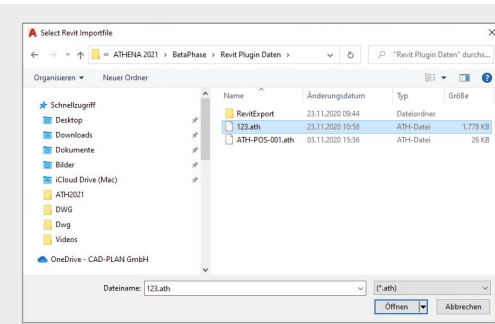 Select Revit Importfile
« ATHENA 2021 › BetaPhase › Revit Plugin Daten ›
"Revit Plugin Daten" durchs...
Organisieren Neuer Ordner
Name Änderungsdatum Typ Größe
Schnellzugriff
Desktop
Downloads
Dokumente
Bilder
iCloud Drive (Mac)
ATH2021
DWG
Dwg
Videos
OneDrive - CAD-PLAN GmbH
RevitExport 23.11.2020 09:44 Dateiordner
123.ath 23.11.2020 10:58 ATH-Datei 1.778 KB
ATH-POS-001.ath 03.11.2020 15:56 ATH-Datei 26 KB
Dateiname: 123.ath (*.ath)
Öffnen Abbrechen